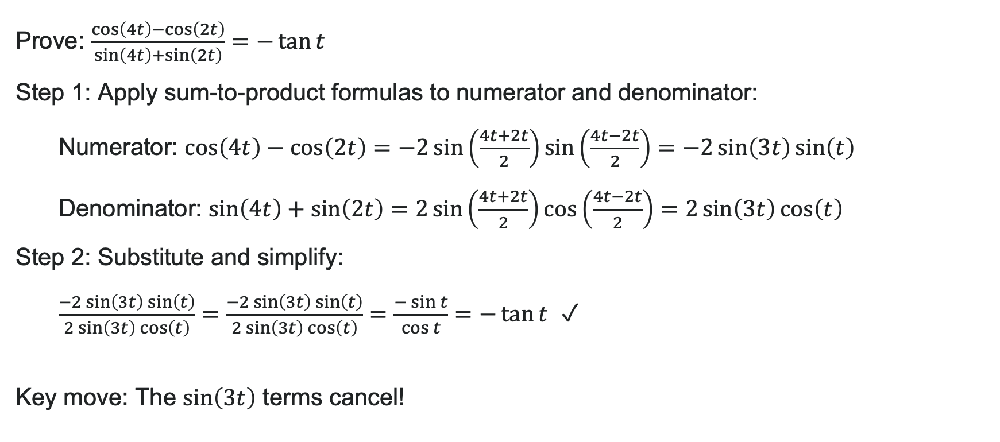 Prove: \frac{\cos(4t)-\cos(2t)}{\sin(4t)+\sin(2t)} = -\tan t
Step 1: Apply sum-to-product formulas to numerator and denominator:
Numerator: \cos(4t) - \cos(2t) = -2 \sin\left(\frac{4t+2t}{2}\right) \sin\left(\frac{4t-2t}{2}\right) = -2 \sin(3t) \sin(t)
Denominator: \sin(4t) + \sin(2t) = 2 \sin\left(\frac{4t+2t}{2}\right) \cos\left(\frac{4t-2t}{2}\right) = 2 \sin(3t) \cos(t)
Step 2: Substitute and simplify:
\frac{-2 \sin(3t) \sin(t)}{2 \sin(3t) \cos(t)} = \frac{-2 \sin(3t) \sin(t)}{2 \sin(3t) \cos(t)} = \frac{-\sin t}{\cos t} = -\tan t ✓
Key move: The \sin(3t) terms cancel!